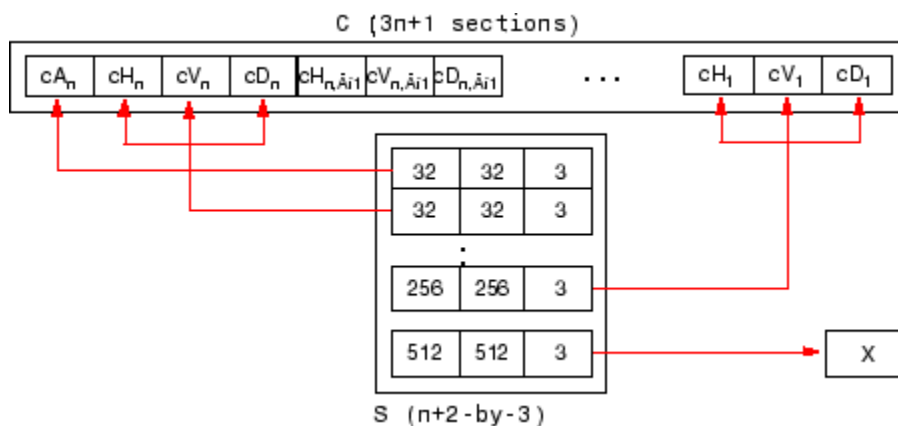 C (3n+1 sections)
cAn cHn cVn cDn cHn,Âi1 cVn,Âi1 cDn,Âi1 ... cH1 cV1 cD1
32 32 3
32 32 3
:
256 256 3
512 512 3
X
S (n+2-by-3)